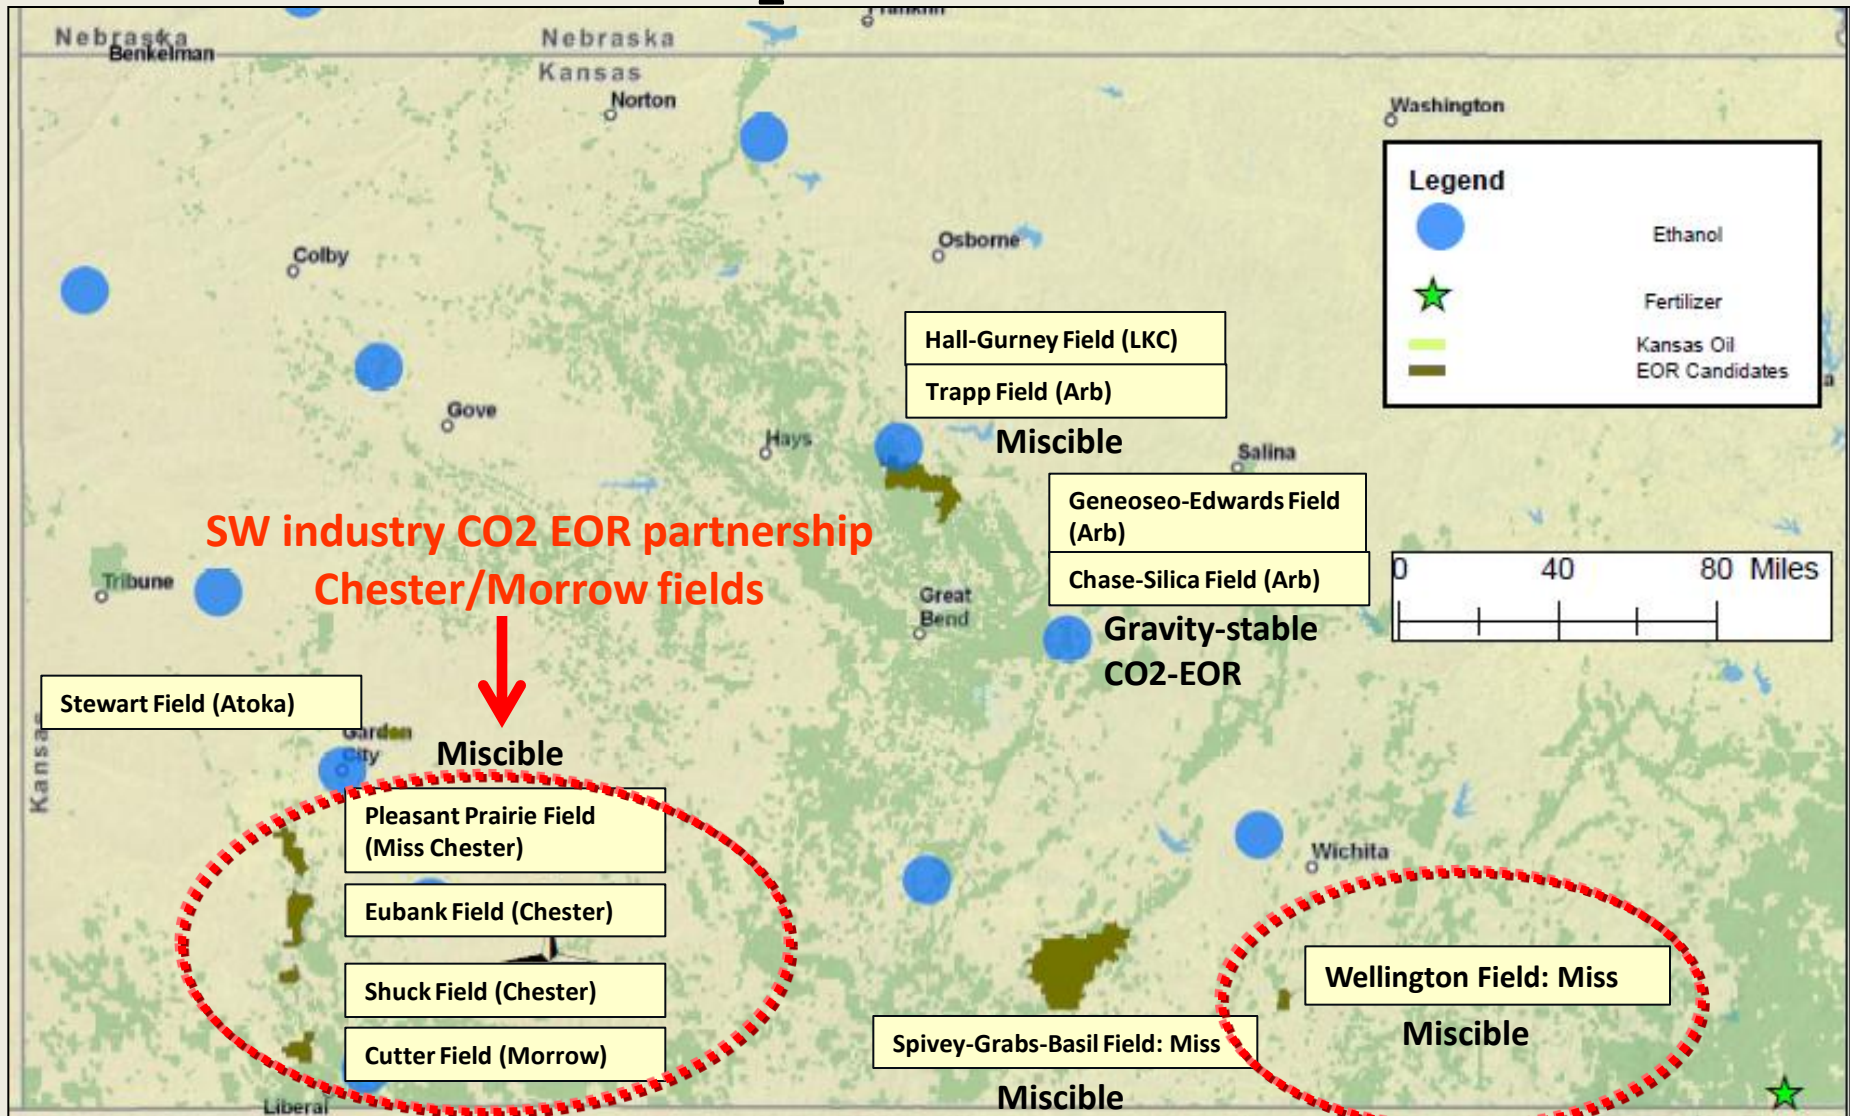 Franklin
Nebraska
Benkelman
Nebraska
Kansas
Norton
Washington
Legend
Ethanol
Fertilizer
Kansas Oil
EOR Candidates
a
Colby
Osborne
Hall-Gurney Field (LKC)
Trapp Field (Arb)
Miscible
Gove
Hays
Salina
Geneoseo-Edwards Field
(Arb)
Chase-Silica Field (Arb)
Gravity-stable
CO2-EOR
SW industry CO2 EOR partnership
Chester/Morrow fields
Tribune
Great
Bend
0 40 80 Miles
Stewart Field (Atoka)
Kansas
Garden
City
Miscible
Pleasant Prairie Field
(Miss Chester)
Eubank Field (Chester)
Shuck Field (Chester)
Cutter Field (Morrow)
Liberal
Wichita
Wellington Field: Miss
Miscible
Spivey-Grabs-Basil Field: Miss
Miscible